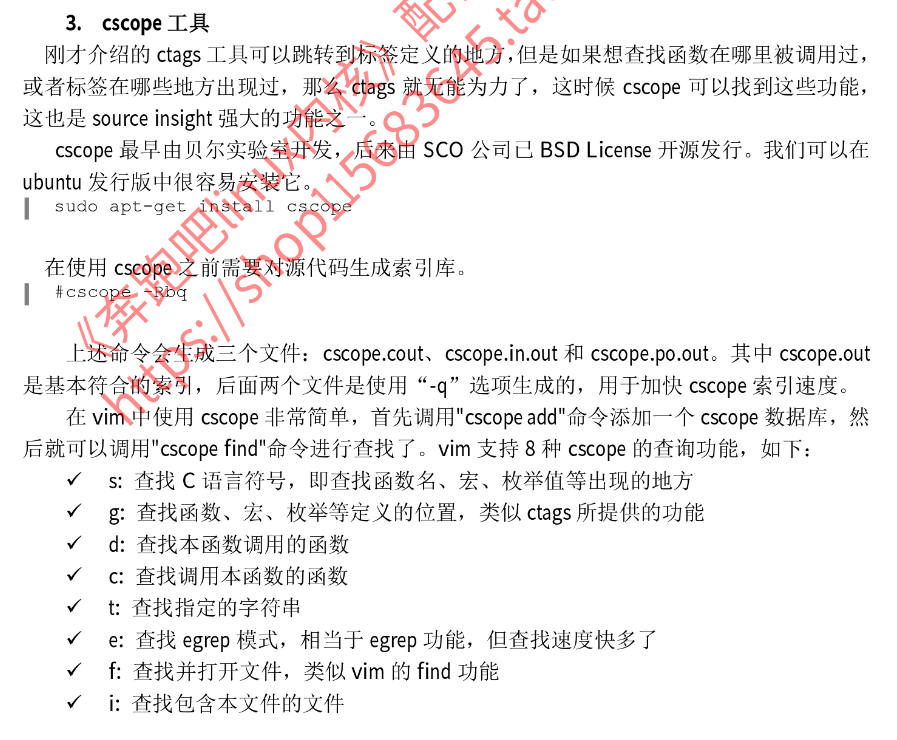 3. cscope 工具
刚才介绍的 ctags 工具可以跳转到标签定义的地方，但是如果想查找函数在哪里被调用过，
或者标签在哪些地方出现过，那么 ctags 就无能为力了，这时候 cscope 可以找到这些功能，
这也是 source insight 强大的功能之一。
cscope 最早由贝尔实验室开发，后来由 SCO 公司已 BSD License 开源发行。我们可以在
ubuntu 发行版中很容易安装它。
sudo apt-get install cscope
在使用 cscope 之前需要对源代码生成索引库。
#cscope -Rbq
上述命令会生成三个文件：cscope.cout、cscope.in.out 和 cscope.po.out。其中 cscope.out
是基本符合的索引，后面两个文件是使用“-q”选项生成的，用于加快 cscope 索引速度。
在 vim 中使用 cscope 非常简单，首先调用"cscope add"命令添加一个 cscope 数据库，然
后就可以调用"cscope find"命令进行查找了。vim 支持 8 种 cscope 的查询功能，如下：
✓ s: 查找 C 语言符号，即查找函数名、宏、枚举值等出现的地方
✓ g: 查找函数、宏、枚举等定义的位置，类似 ctags 所提供的功能
✓ d: 查找本函数调用的函数
✓ c: 查找调用本函数的函数
✓ t: 查找指定的字符串
✓ e: 查找 egrep 模式，相当于 egrep 功能，但查找速度快多了
✓ f: 查找并打开文件，类似 vim 的 find 功能
✓ i: 查找包含本文件的文件
《奔跑吧linux内核》配
https://shop115683645.ta